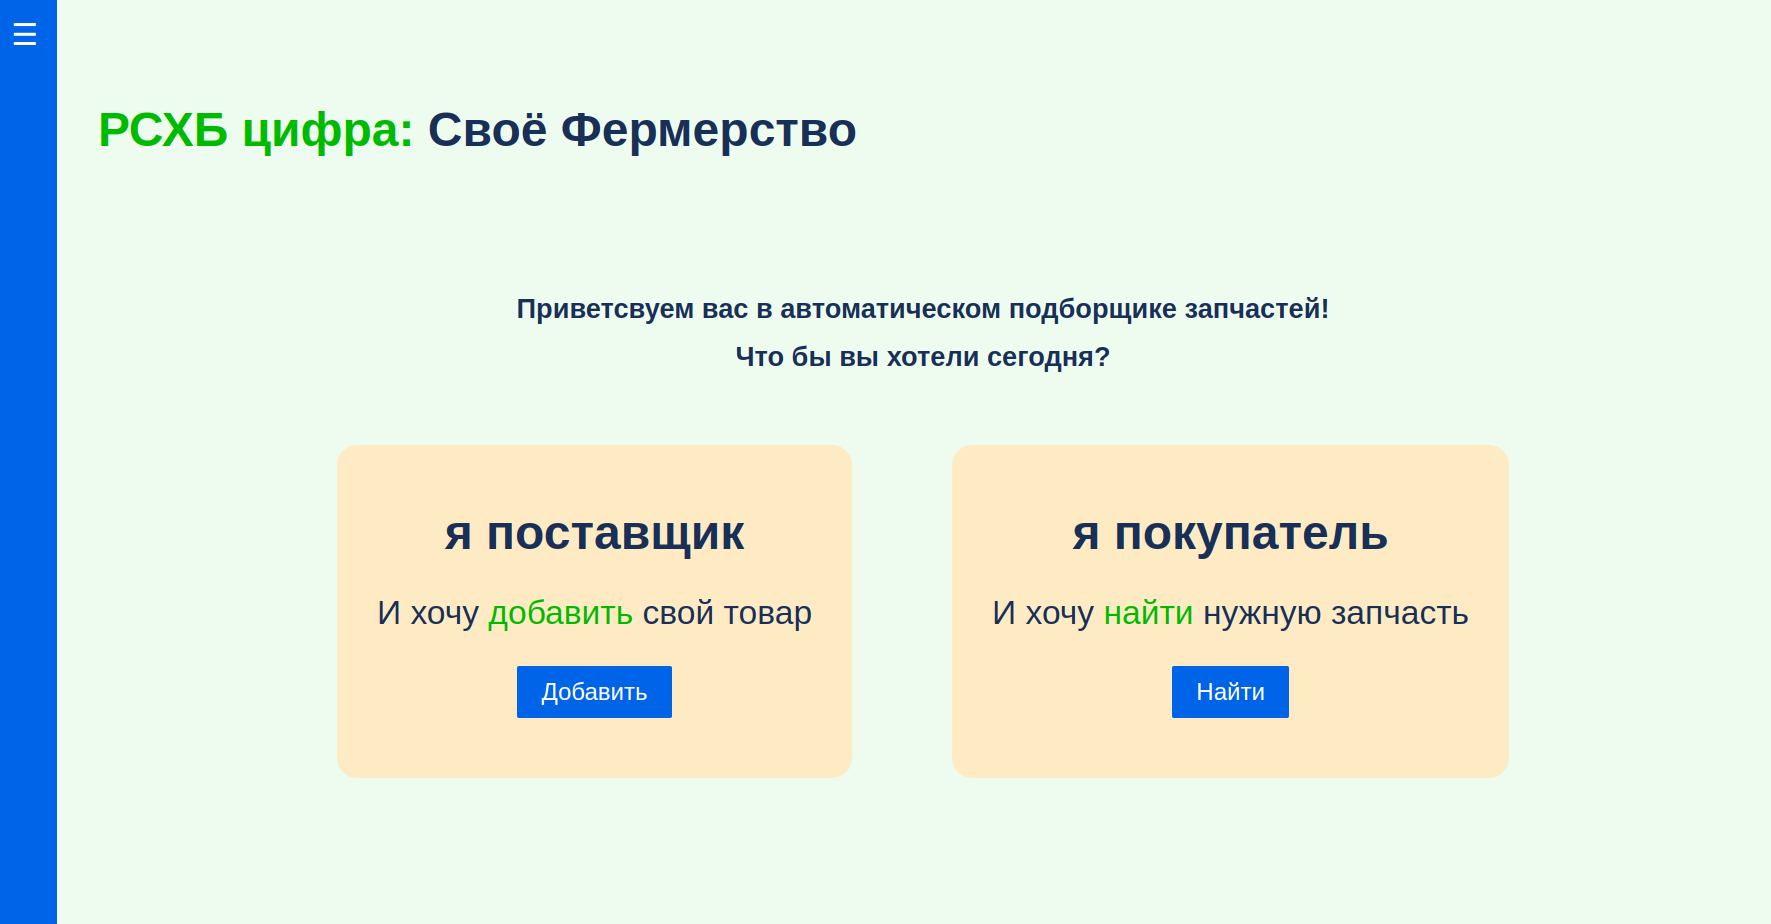 РСХБ цифра: Своё Фермерство
Приветсвуем вас в автоматическом подборщике запчастей!
Что бы вы хотели сегодня?
я поставщик
И хочу добавить свой товар
Добавить
я покупатель
И хочу найти нужную запчасть
Найти